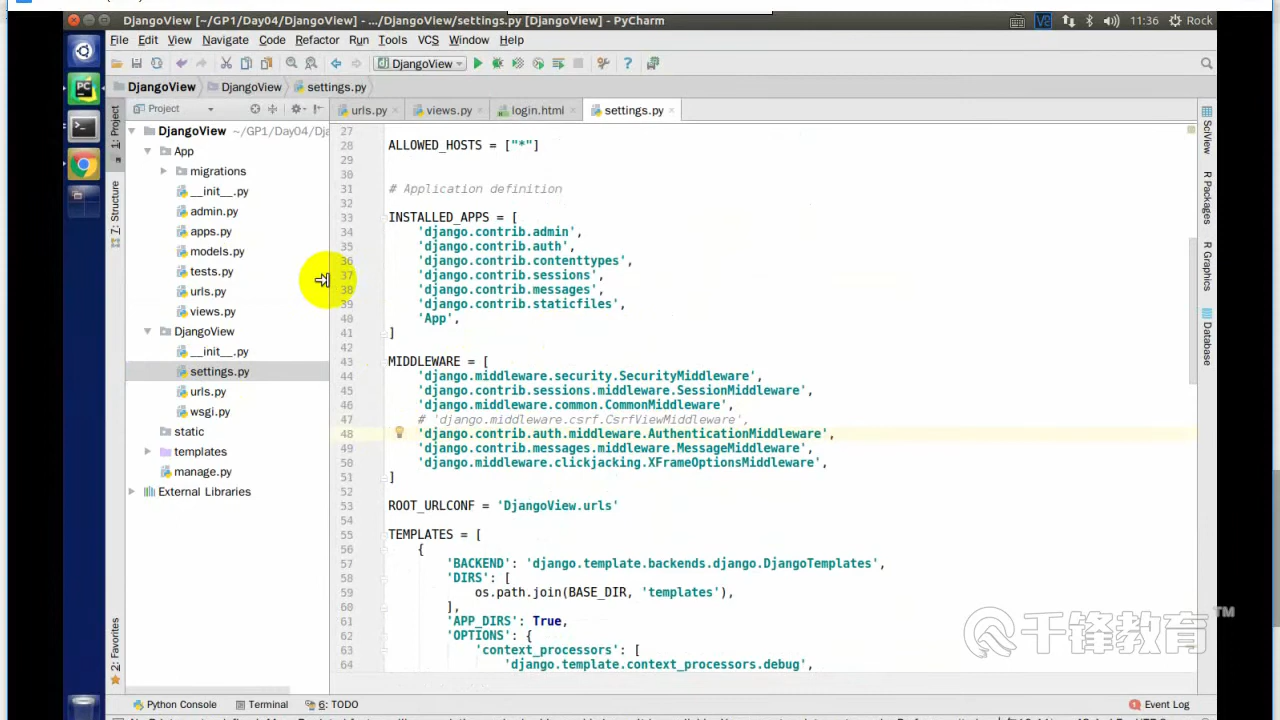 DjangoView [~/GP1/Day04/DjangoView] - .../DjangoView/settings.py [DjangoView] - PyCharm
V2 11:36 Rock
File Edit View Navigate Code Refactor Run Tools VCS Window Help
DjangoView
DjangoView DjangoView settings.py
Project
urls.py views.py login.html settings.py
1: Project
7: Structure
2: Favorites
DjangoView ~/GP1/Day04/Dja
App
migrations
__init__.py
admin.py
apps.py
models.py
tests.py
urls.py
views.py
DjangoView
__init__.py
settings.py
urls.py
wsgi.py
static
templates
manage.py
External Libraries
27
28 ALLOWED_HOSTS = ["*"]
29
30
31 # Application definition
32
33 INSTALLED_APPS = [
34 'django.contrib.admin',
35 'django.contrib.auth',
36 'django.contrib.contenttypes',
37 'django.contrib.sessions',
38 'django.contrib.messages',
39 'django.contrib.staticfiles',
40 'App',
41 ]
42
43 MIDDLEWARE = [
44 'django.middleware.security.SecurityMiddleware',
45 'django.contrib.sessions.middleware.SessionMiddleware',
46 'django.middleware.common.CommonMiddleware',
47 # 'django.middleware.csrf.CsrfViewMiddleware',
48 'django.contrib.auth.middleware.AuthenticationMiddleware',
49 'django.contrib.messages.middleware.MessageMiddleware',
50 'django.middleware.clickjacking.XFrameOptionsMiddleware',
51 ]
52
53 ROOT_URLCONF = 'DjangoView.urls'
54
55 TEMPLATES = [
56 {
57 'BACKEND': 'django.template.backends.django.DjangoTemplates',
58 'DIRS': [
59 os.path.join(BASE_DIR, 'templates'),
60 ],
61 'APP_DIRS': True,
62 'OPTIONS': {
63 'context_processors': [
64 'django.template.context_processors.debug',
SciView
R Packages
R Graphics
Database
千锋教育™
Python Console Terminal 6: TODO Event Log